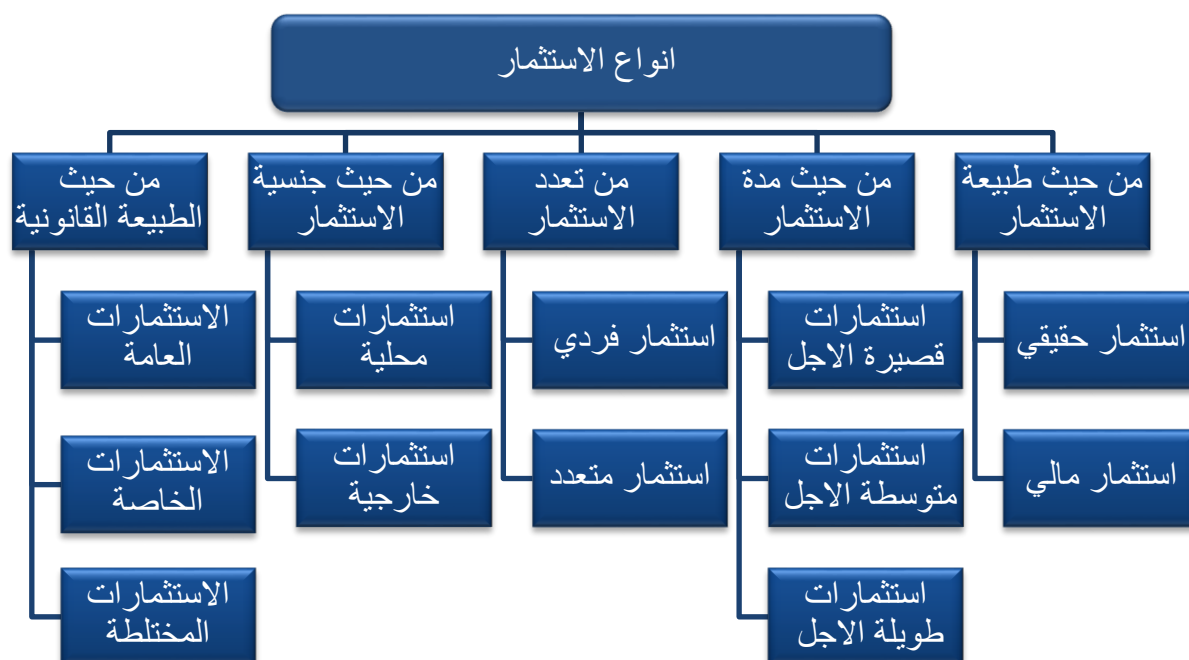 انواع الاستثمار
من حيث طبيعة
الاستثمار
استثمار حقيقي
استثمار مالي
من حيث مدة
الاستثمار
استثمارات
قصيرة الاجل
استثمارات
متوسطة الاجل
استثمارات
طويلة الاجل
من تعدد
الاستثمار
استثمار فردي
استثمار متعدد
من حيث جنسية
الاستثمار
استثمارات
محلية
استثمارات
خارجية
من حيث
الطبيعة القانونية
الاستثمارات
العامة
الاستثمارات
الخاصة
الاستثمارات
المختلطة